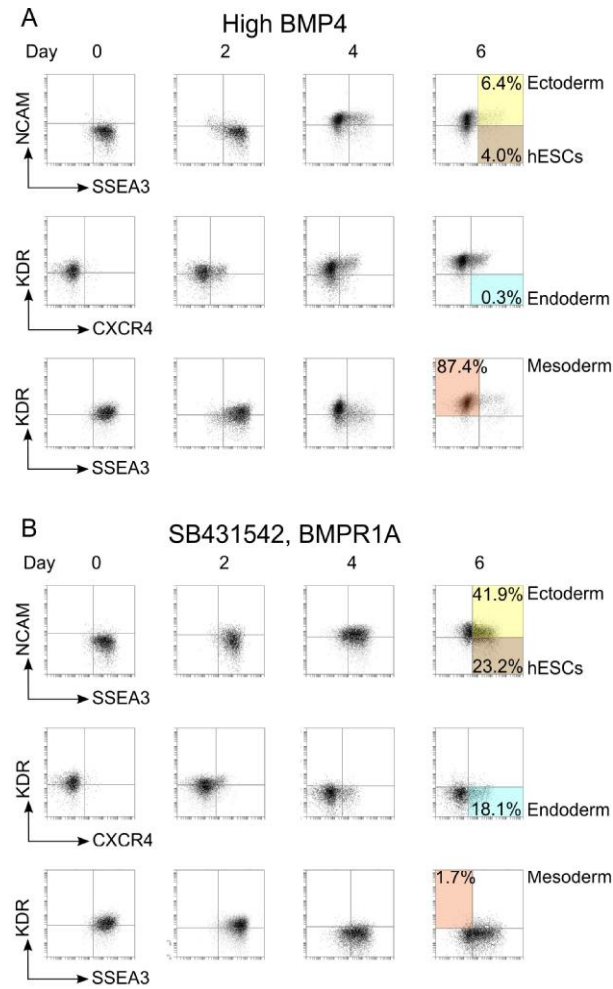 A
High BMP4
Day 0 2 4 6
NCAM
6.4% Ectoderm
4.0% hESCs
SSEA3
KDR
0.3% Endoderm
CXCR4
87.4% Mesoderm
KDR
SSEA3
B
SB431542, BMPR1A
Day 0 2 4 6
41.9% Ectoderm
NCAM
23.2% hESCs
SSEA3
KDR
18.1% Endoderm
CXCR4
1.7% Mesoderm
KDR
SSEA3